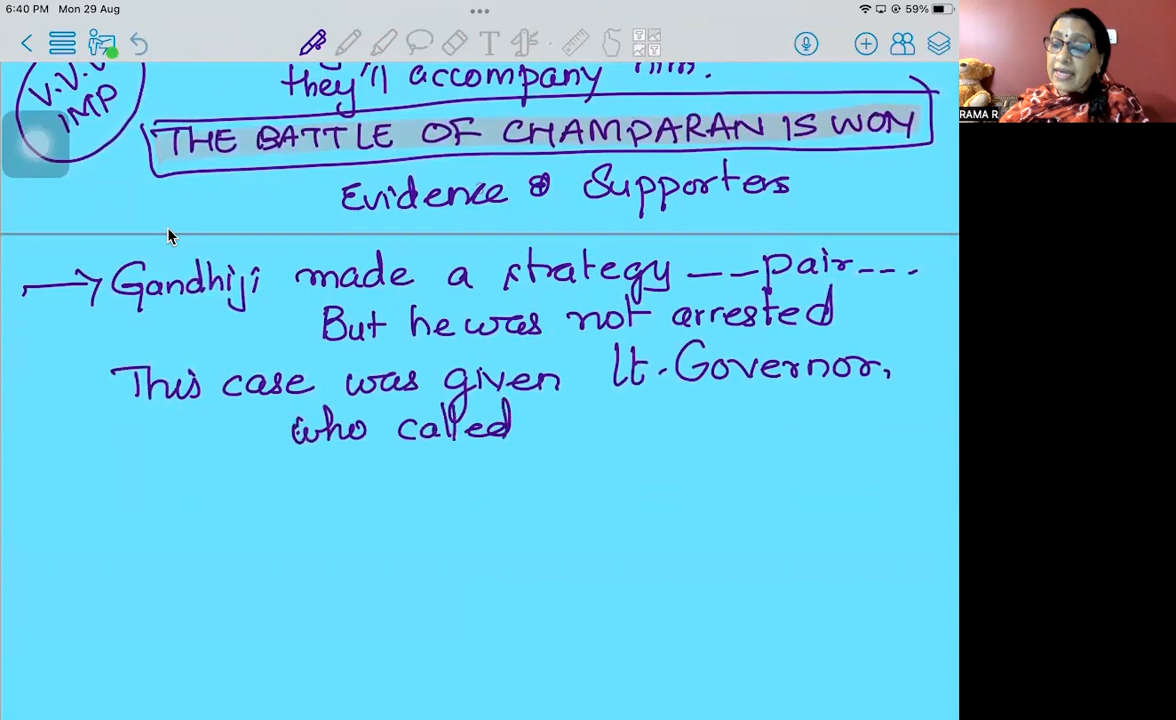 6:40 PM Mon 29 Aug
59%
V.V.V
IMP
they'll accompany him.
THE BATTLE OF CHAMPARAN IS WON
Evidence & Supporters
RAMA R
→ Gandhiji made a strategy -- pair---
But he was not arrested
This case was given Lt. Governor,
who called